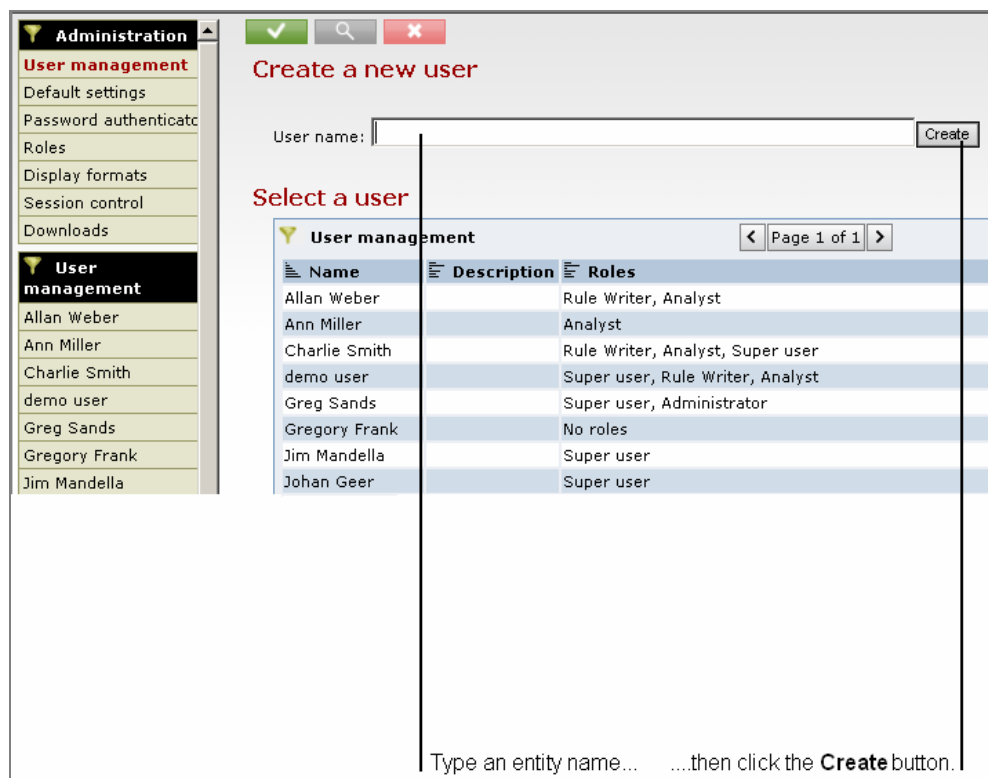 Administration
User management
Default settings
Password authenticatc
Roles
Display formats
Session control
Downloads
User
management
Allan Weber
Ann Miller
Charlie Smith
demo user
Greg Sands
Gregory Frank
Jim Mandella
Create a new user
User name: Create
Select a user
User management < Page 1 of 1 >
Name Description Roles
Allan Weber Rule Writer, Analyst
Ann Miller Analyst
Charlie Smith Rule Writer, Analyst, Super user
demo user Super user, Rule Writer, Analyst
Greg Sands Super user, Administrator
Gregory Frank No roles
Jim Mandella Super user
Johan Geer Super user
Type an entity name... ....then click the Create button.